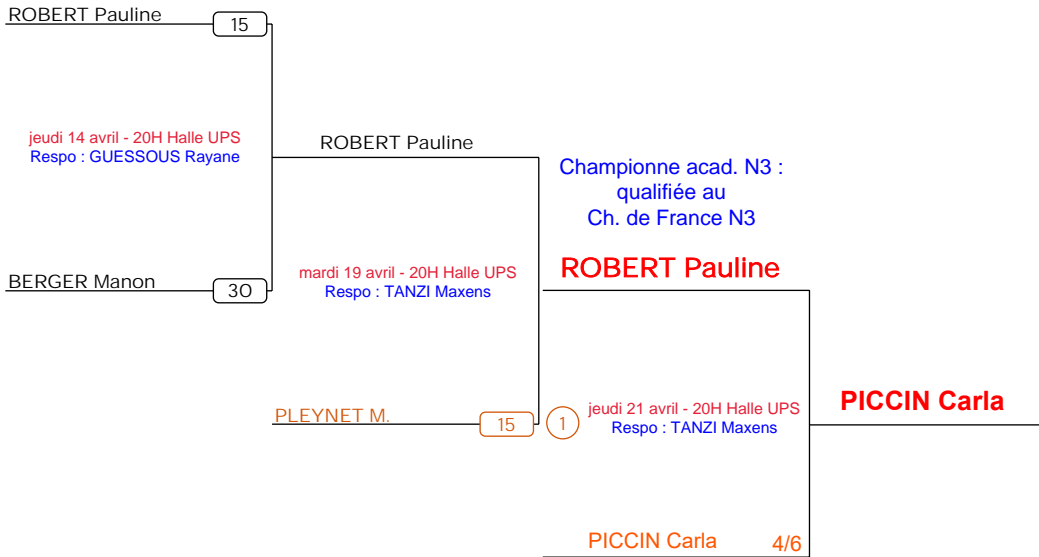 ROBERT Pauline
15
jeudi 14 avril - 20H Halle UPS
Respo : GUESSOUS Rayane
ROBERT Pauline
Championne acad. N3 :
qualifiée au
Ch. de France N3
BERGER Manon
30
mardi 19 avril - 20H Halle UPS
Respo : TANZI Maxens
ROBERT Pauline
PLEYNET M.
15
1
jeudi 21 avril - 20H Halle UPS
Respo : TANZI Maxens
PICCIN Carla
PICCIN Carla 4/6